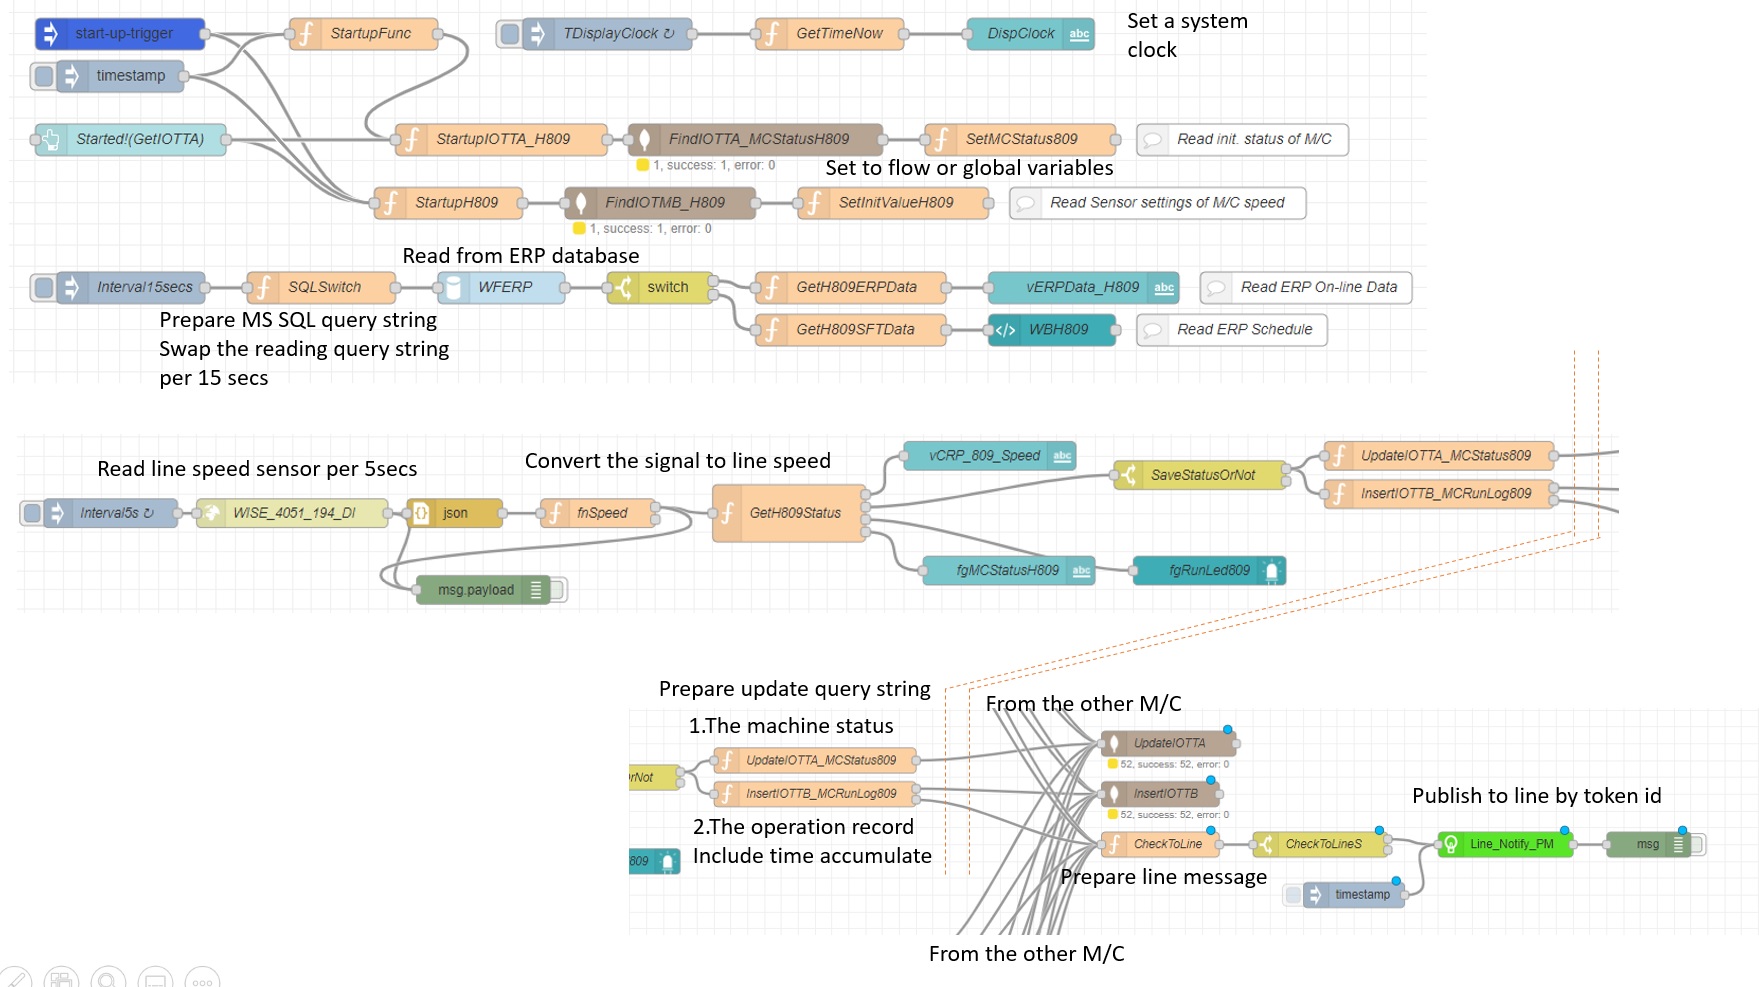 start-up-trigger
StartupFunc
TDisplayClock ↻
GetTimeNow
DispClock abc
Set a system
clock
timestamp
Started!(GetIOTTA)
StartupIOTTA_H809
FindIOTTA_MCStatusH809
SetMCStatus809
Read init. status of M/C
1, success: 1, error: 0
Set to flow or global variables
StartupH809
FindIOTMB_H809
SetInitValueH809
Read Sensor settings of M/C speed
1, success: 1, error: 0
Read from ERP database
Interval15secs
SQLSwitch
WFERP
switch
GetH809ERPData
vERPData_H809 abc
Read ERP On-line Data
GetH809SFTData
WBH809
Read ERP Schedule
Prepare MS SQL query string
Swap the reading query string
per 15 secs
Read line speed sensor per 5secs
Convert the signal to line speed
vCRP_809_Speed abc
SaveStatusOrNot
UpdateIOTTA_MCStatus809
InsertIOTTB_MCRunLog809
Interval5s ↻
WISE_4051_194_DI
json
fnSpeed
GetH809Status
fgMCStatusH809 abc
fgRunLed809
msg.payload
Prepare update query string
1.The machine status
From the other M/C
UpdateIOTTA
52, success: 52, error: 0
rNot
UpdateIOTTA_MCStatus809
InsertIOTTB_MCRunLog809
InsertIOTTB
52, success: 52, error: 0
Publish to line by token id
2.The operation record
Include time accumulate
809
CheckToLine
CheckToLineS
Line_Notify_PM
msg
Prepare line message
timestamp
From the other M/C